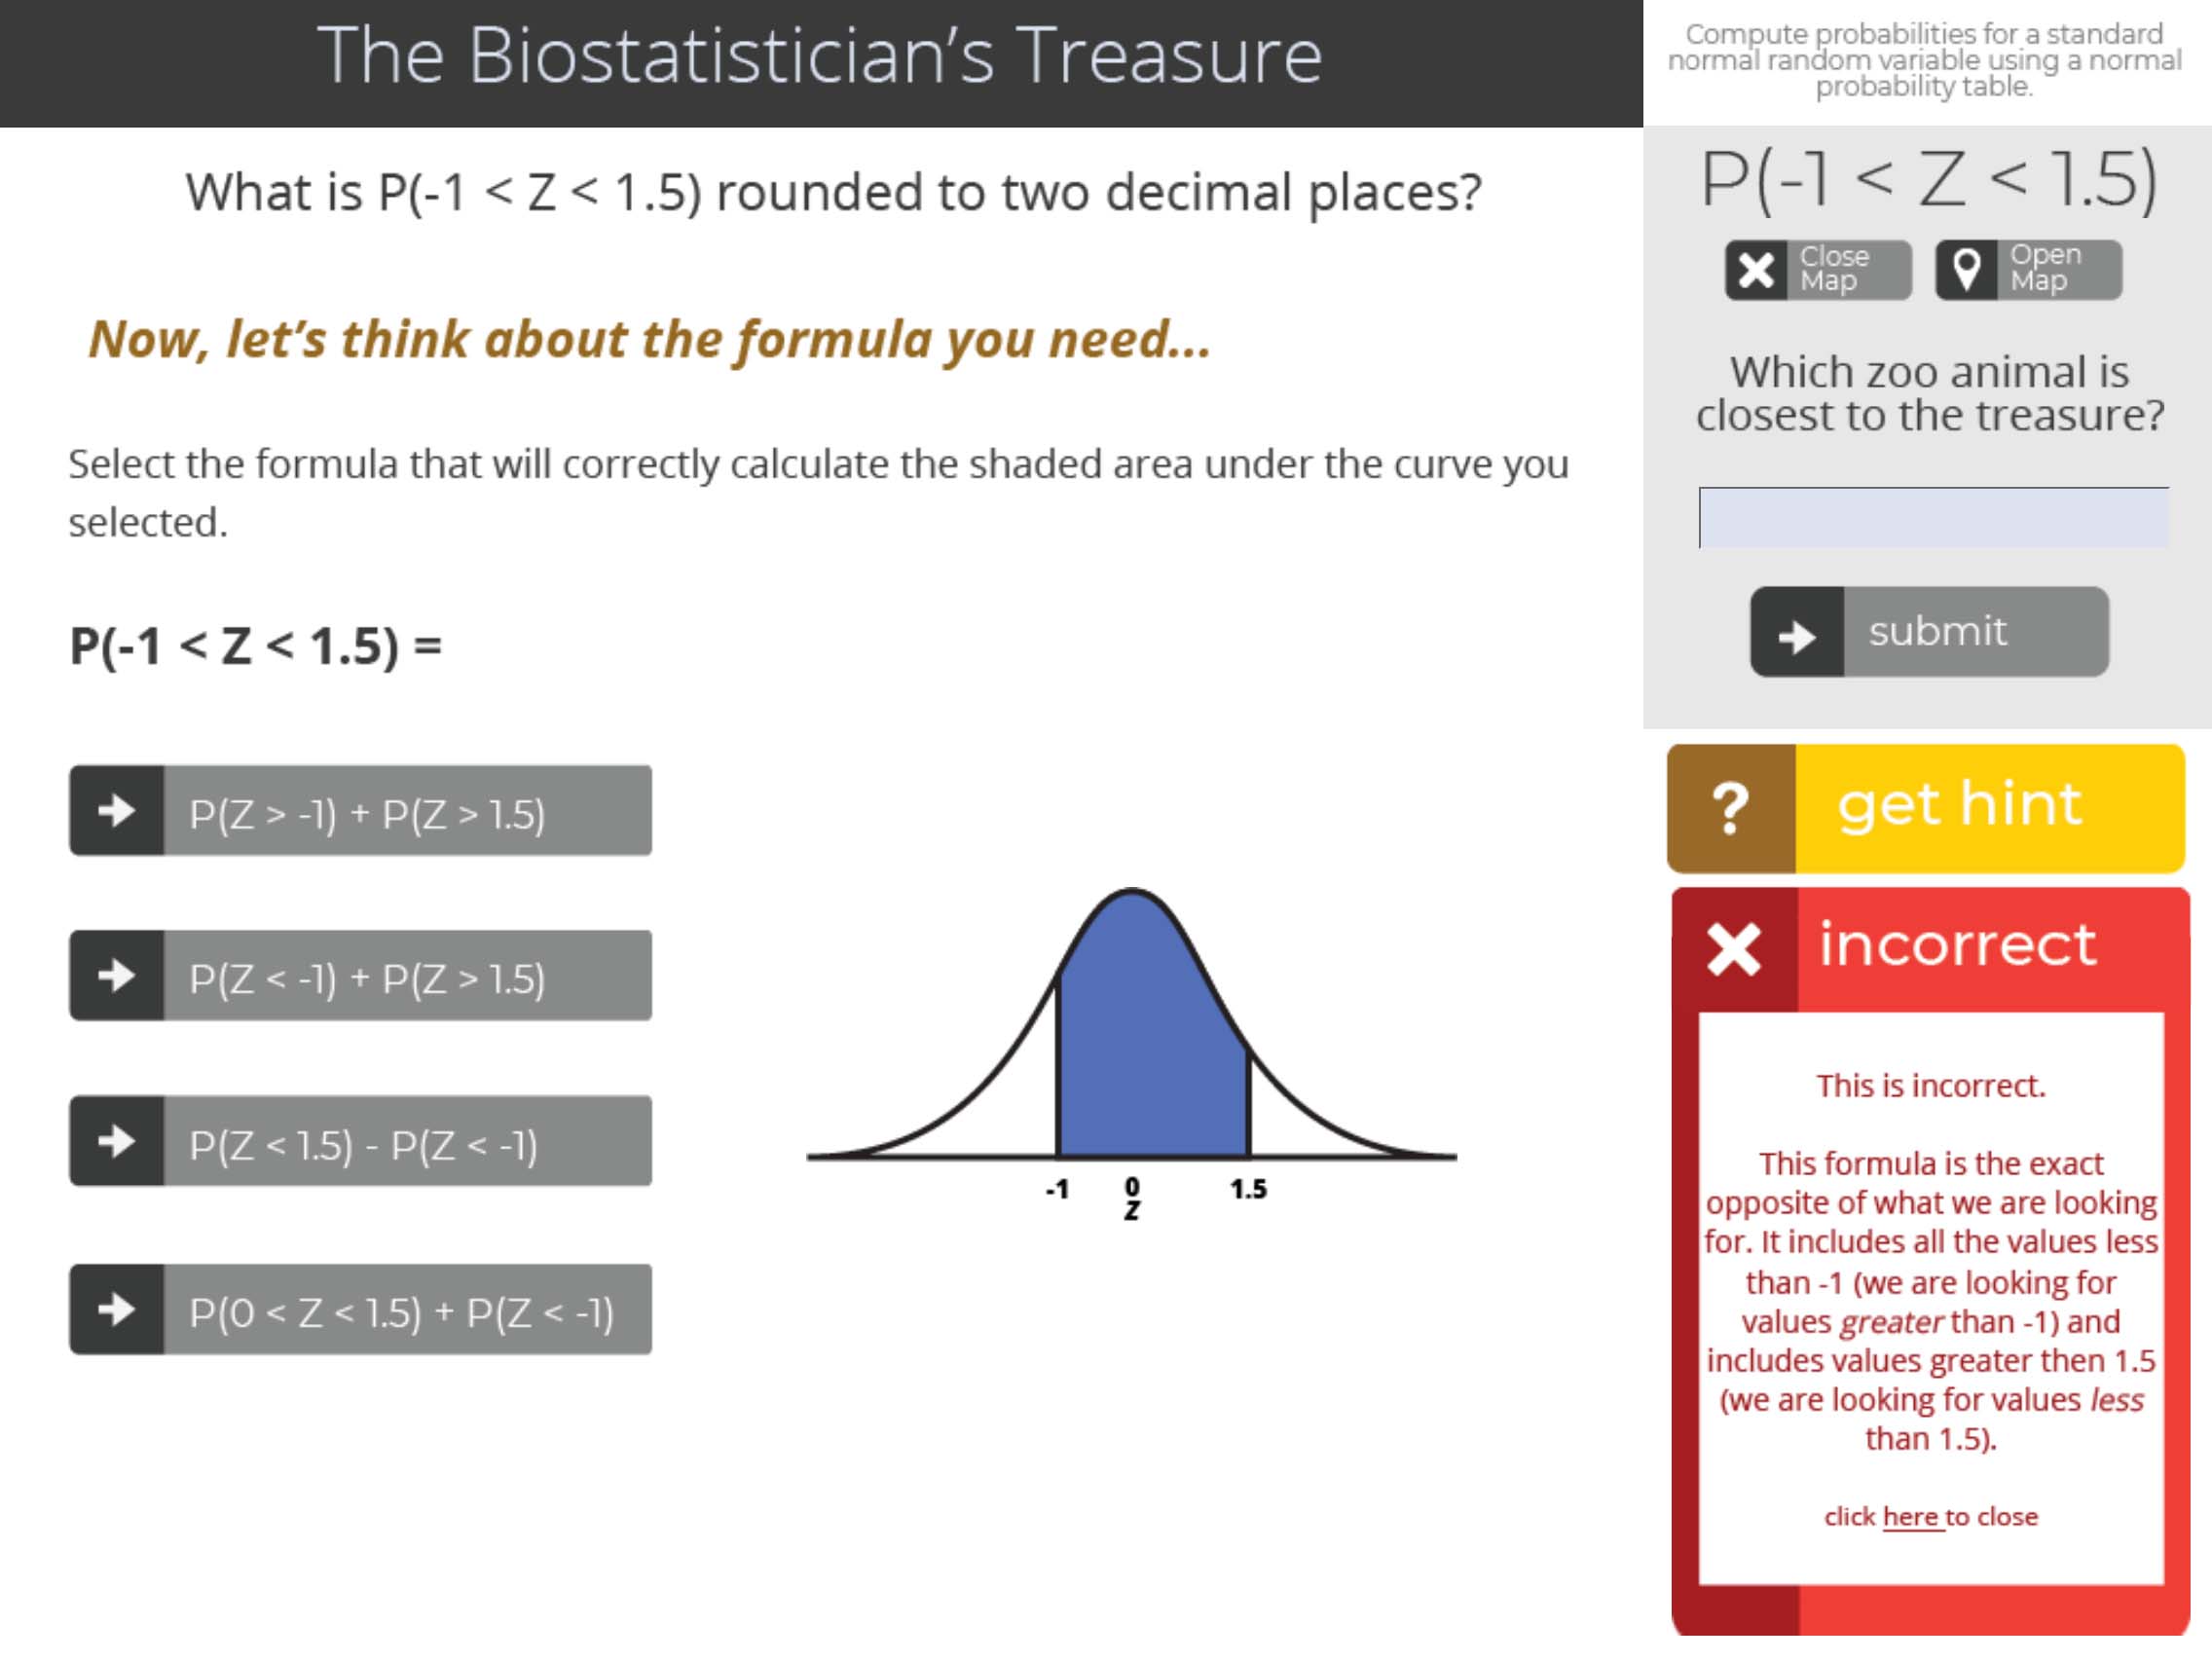 The Biostatistician's Treasure
What is P(-1 < Z < 1.5) rounded to two decimal places?
Now, let's think about the formula you need...
Select the formula that will correctly calculate the shaded area under the curve you
selected.
P(-1 < Z < 1.5) =
P(Z > -1) + P(Z > 1.5)
P(Z < -1) + P(Z > 1.5)
P(Z < 1.5) - P(Z < -1)
P(0 < Z < 1.5) + P(Z < -1)
-1 0 1.5
Z
Compute probabilities for a standard
normal random variable using a normal
probability table.
P(-1 < Z < 1.5)
Close
Map
Open
Map
Which zoo animal is
closest to the treasure?
submit
? get hint
incorrect
This is incorrect.
This formula is the exact
opposite of what we are looking
for. It includes all the values less
than -1 (we are looking for
values greater than -1) and
includes values greater then 1.5
(we are looking for values less
than 1.5).
click here to close